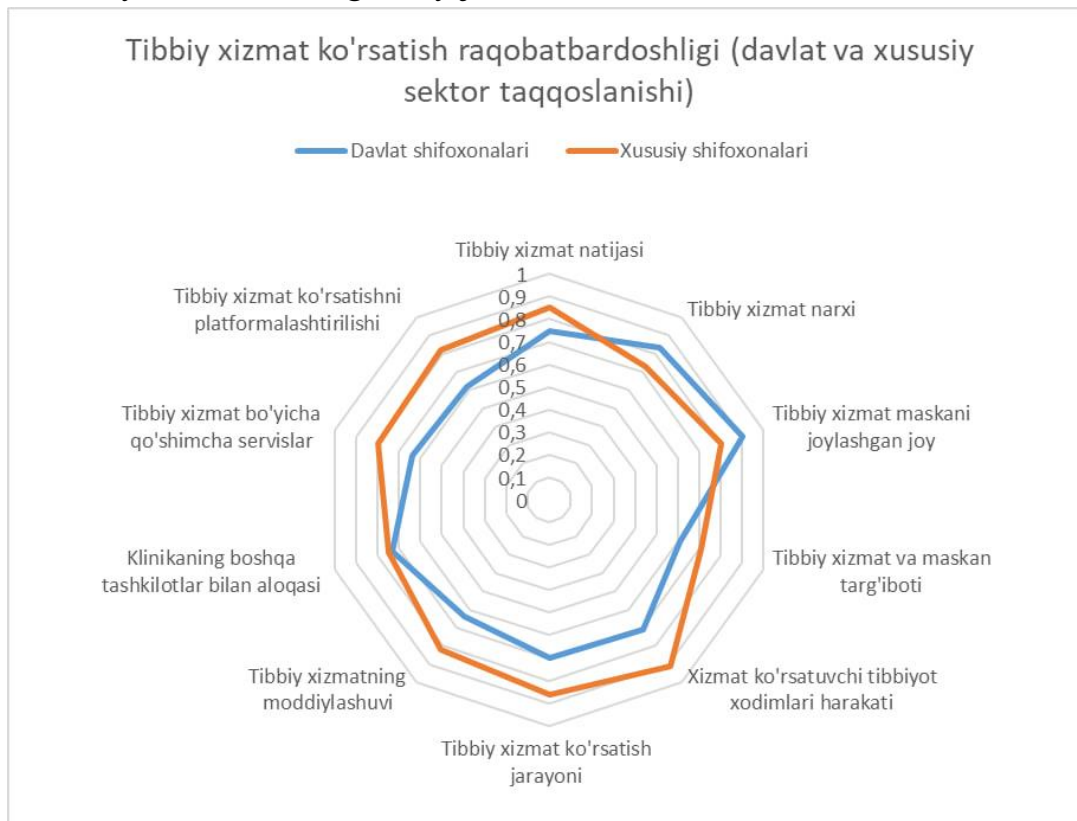 Tibbiy xizmat ko'rsatish raqobatbardoshligi (davlat va xususiy
sektor taqqoslanishi)
Davlat shifoxonalari
Xususiy shifoxonalari
Tibbiy xizmat natijasi
Tibbiy xizmat narxi
Tibbiy xizmat maskani
joylashgan joy
Tibbiy xizmat va maskan
targ'iboti
Xizmat ko'rsatuvchi tibbiyot
xodimlari harakati
Tibbiy xizmat ko'rsatish
jarayoni
Tibbiy xizmatning
moddiylashuvi
Klinikaning boshqa
tashkilotlar bilan aloqasi
Tibbiy xizmat bo'yicha
qo'shimcha servislar
Tibbiy xizmat ko'rsatishni
platformalashtirilishi
1
0,9
0,8
0,7
0,6
0,5
0,4
0,3
0,2
0,1
0